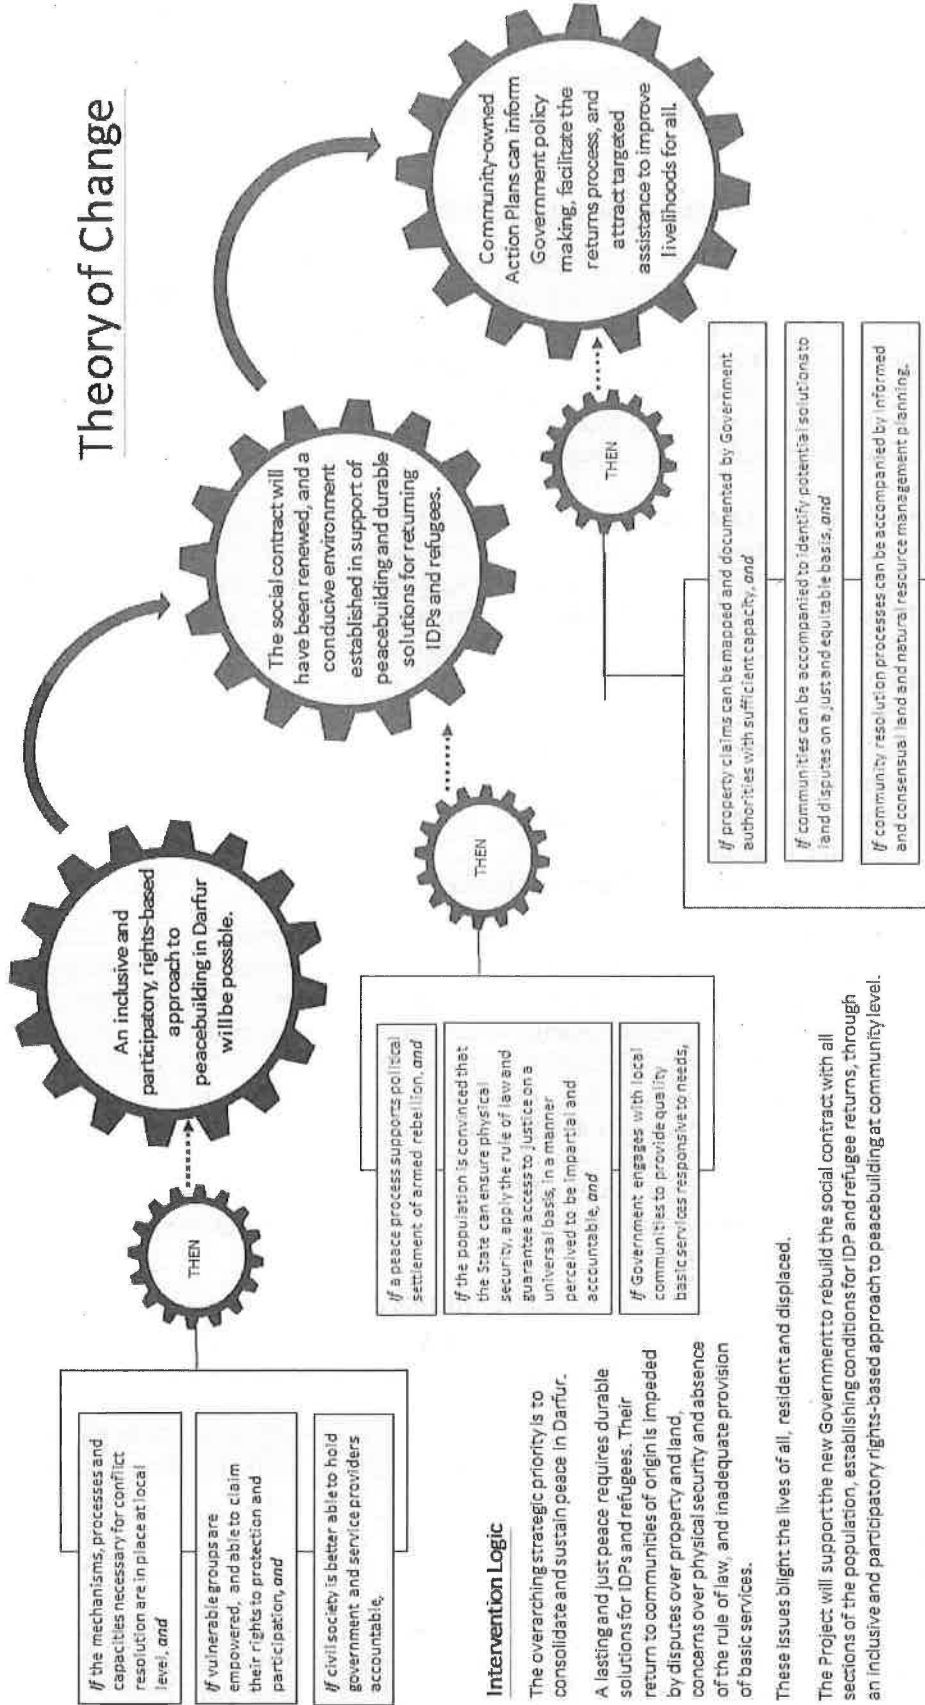 Theory of Change
If the mechanisms, processes and
capacities necessary for conflict
resolution are in place at local
level, and
If vulnerable groups are
empowered, and able to claim
their rights to protection and
participation, and
If civil society is better able to hold
government and service providers
accountable,
THEN
An inclusive and
participatory, rights-based
approach to
peacebuilding in Darfur
will be possible.
If a peace process supports political
settlement of armed rebellion, and
If the population is convinced that
the State can ensure physical
security, apply the rule of law and
guarantee access to justice on a
universal basis, in a manner
perceived to be impartial and
accountable, and
If Government engages with local
communities to provide quality
basic services responsive to needs,
THEN
The social contract will
have been renewed, and a
conducive environment
established in support of
peacebuilding and durable
solutions for returning
IDPs and refugees.
If property claims can be mapped and documented by Government
authorities with sufficient capacity, and
If communities can be accompanied to identify potential solutions to
land disputes on a just and equitable basis, and
If community resolution processes can be accompanied by informed
and consensual land and natural resource management planning,
THEN
Community-owned
Action Plans can inform
Government policy
making, facilitate the
returns process, and
attract targeted
assistance to improve
livelihoods for all.
Intervention Logic
The overarching strategic priority is to
consolidate and sustain peace in Darfur.
A lasting and just peace requires durable
solutions for IDPs and refugees. Their
return to communities of origin is impeded
by disputes over property and land,
concerns over physical security and absence
of the rule of law, and inadequate provision
of basic services.
These issues blight the lives of all, resident and displaced.
The Project will support the new Government to rebuild the social contract with all
sections of the population, establishing conditions for IDP and refugee returns, through
an inclusive and participatory rights-based approach to peacebuilding at community level.